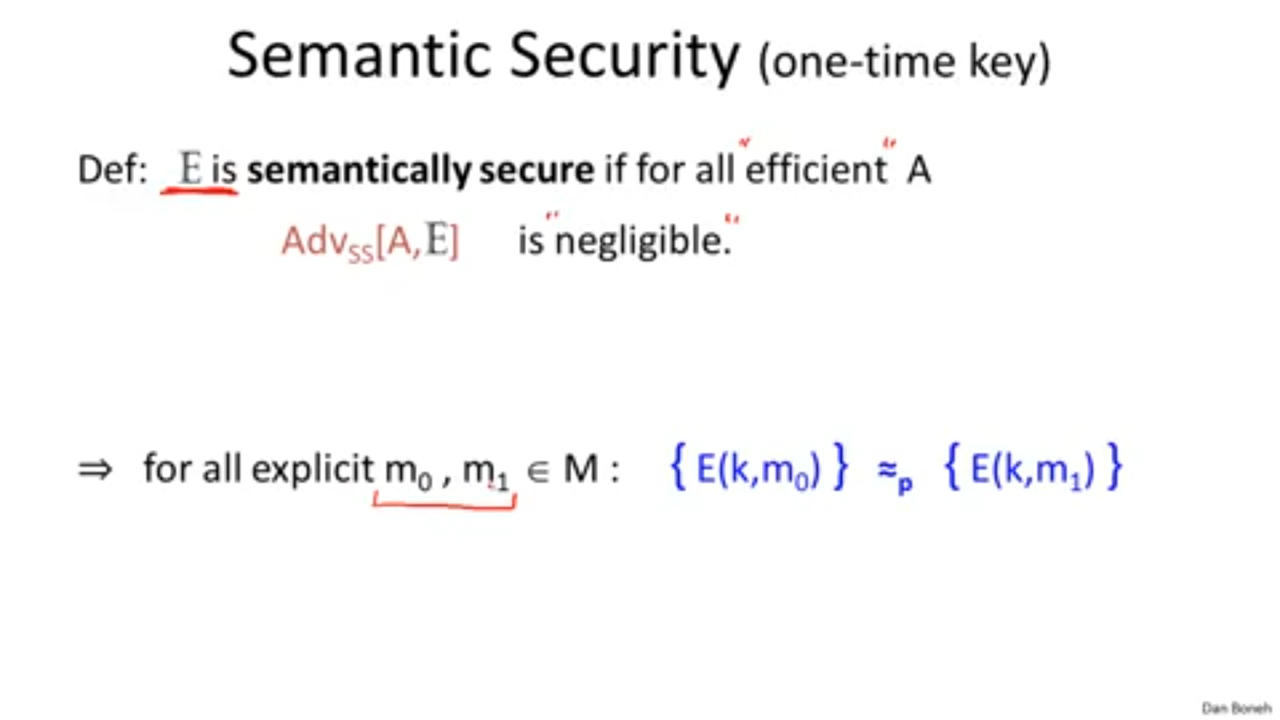 Semantic Security (one-time key)
Def: 𝔼 is semantically secure if for all "efficient" A
Adv_SS[A,𝔼] is "negligible."
⇒ for all explicit m₀ , m₁ ∈ M : { E(k,m₀) } ≈ₚ { E(k,m₁) }
Dan Boneh